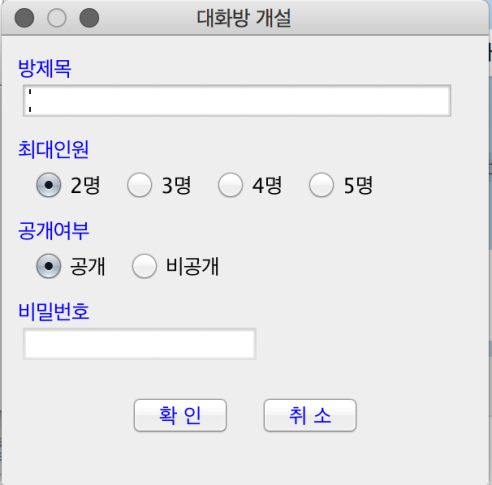 대화방 개설
방제목
최대인원
2명 3명 4명 5명
공개여부
공개 비공개
비밀번호
확 인 취 소